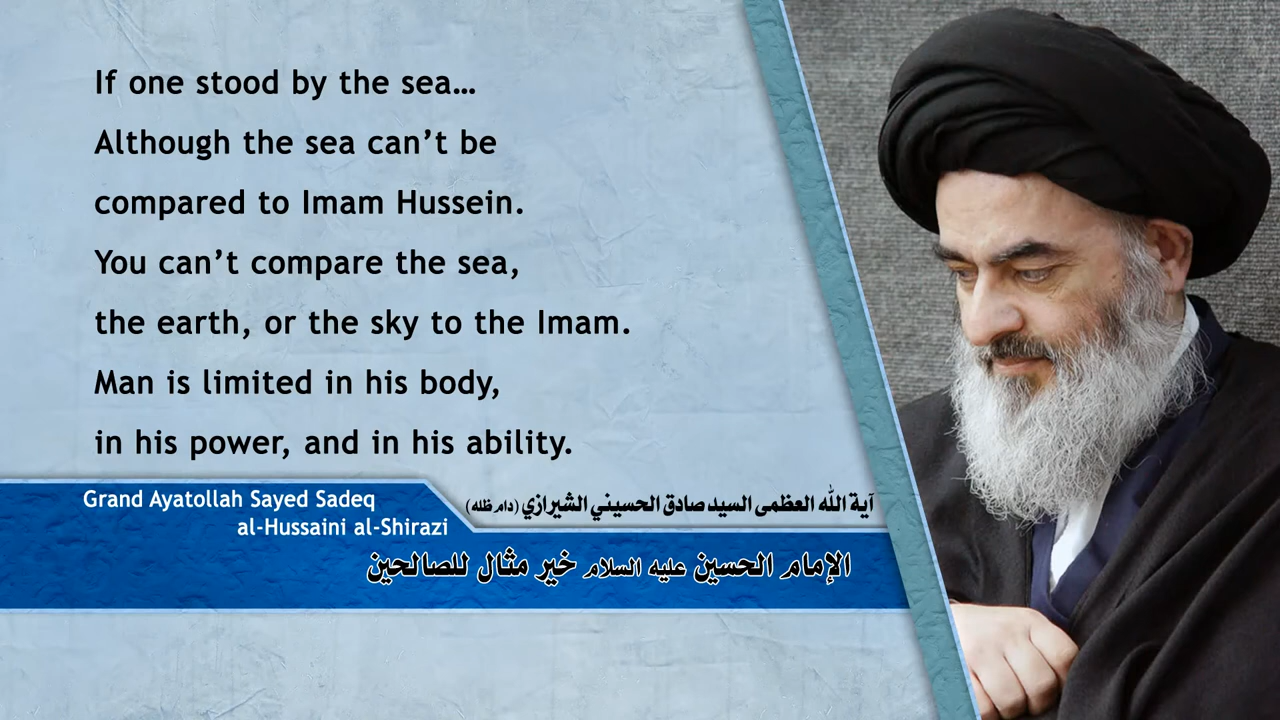 If one stood by the sea…
Although the sea can’t be
compared to Imam Hussein.
You can’t compare the sea,
the earth, or the sky to the Imam.
Man is limited in his body,
in his power, and in his ability.
Grand Ayatollah Sayed Sadeq
al-Hussaini al-Shirazi
آية الله العظمى السيد صادق الحسيني الشيرازي (دام ظله)
الإمام الحسين عليه السلام خير مثال للصالحين